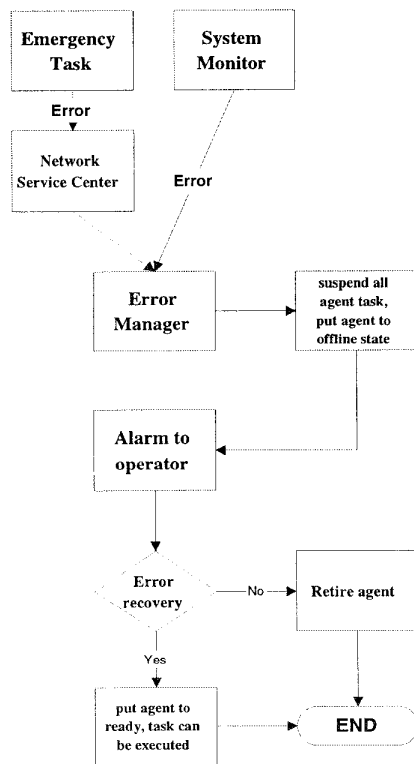 Emergency
Task
System
Monitor
Error
Network
Service Center
Error
Error
Manager
suspend all
agent task,
put agent to
offline state
Alarm to
operator
Error
recovery
No
Retire agent
Yes
put agent to
ready, task can
be executed
END